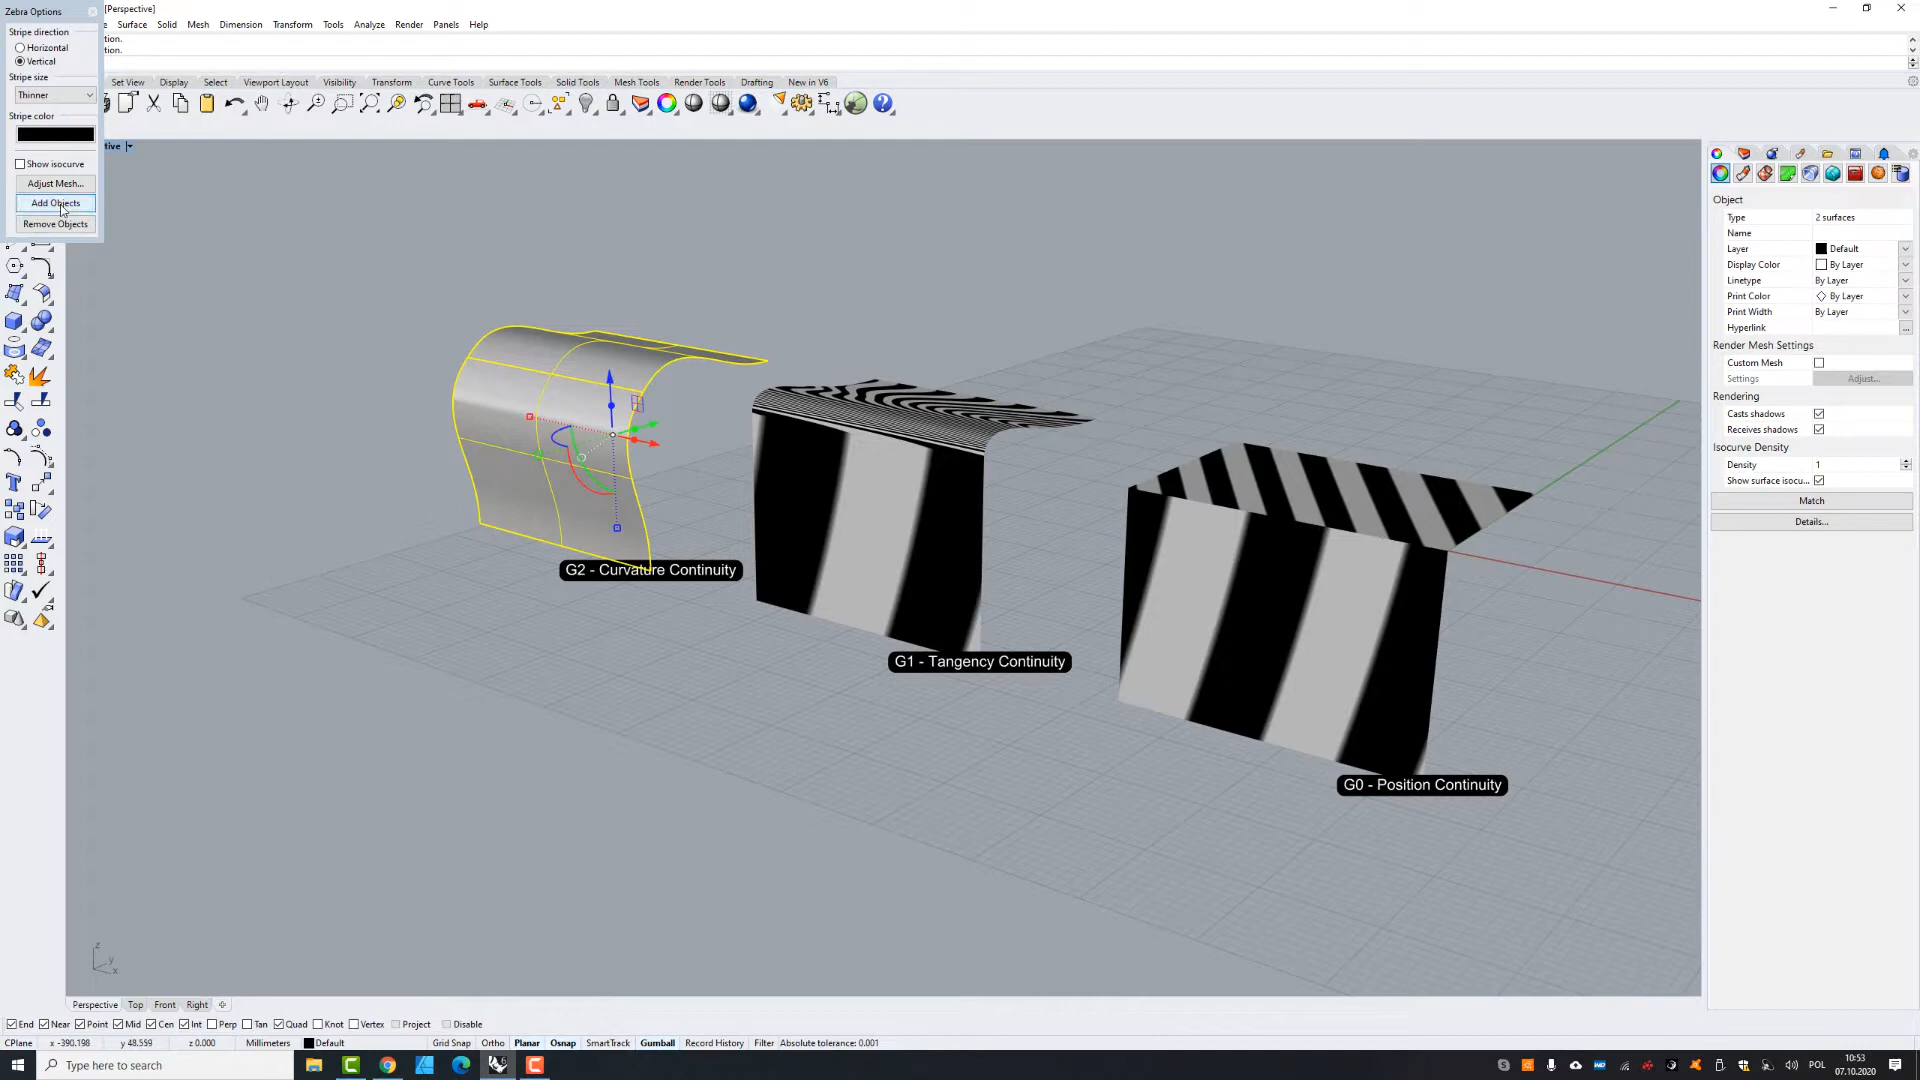 Zebra Options
[Perspective]
Surface Solid Mesh Dimension Transform Tools Analyze Render Panels Help
tion.
tion.
Stripe direction
Horizontal
Vertical
Stripe size
Thinner
Stripe color
Show isocurve
Adjust Mesh...
Add Objects
Remove Objects
Set View Display Select Viewport Layout Visibility Transform Curve Tools Surface Tools Solid Tools Mesh Tools Render Tools Drafting New in V6
tive
G2 - Curvature Continuity
G1 - Tangency Continuity
G0 - Position Continuity
z
y
x
Object
Type 2 surfaces
Name
Layer Default
Display Color By Layer
Linetype By Layer
Print Color By Layer
Print Width By Layer
Hyperlink ...
Render Mesh Settings
Custom Mesh
Settings Adjust...
Rendering
Casts shadows
Receives shadows
Isocurve Density
Density 1
Show surface isocu...
Match
Details...
Perspective Top Front Right
End Near Point Mid Cen Int Perp Tan Quad Knot Vertex Project Disable
CPlane x -390.198 y 48.559 z 0.000 Millimeters Default Grid Snap Ortho Planar Osnap SmartTrack Gumball Record History Filter Absolute tolerance: 0.001
Type here to search
POL
10:53
07.10.2020